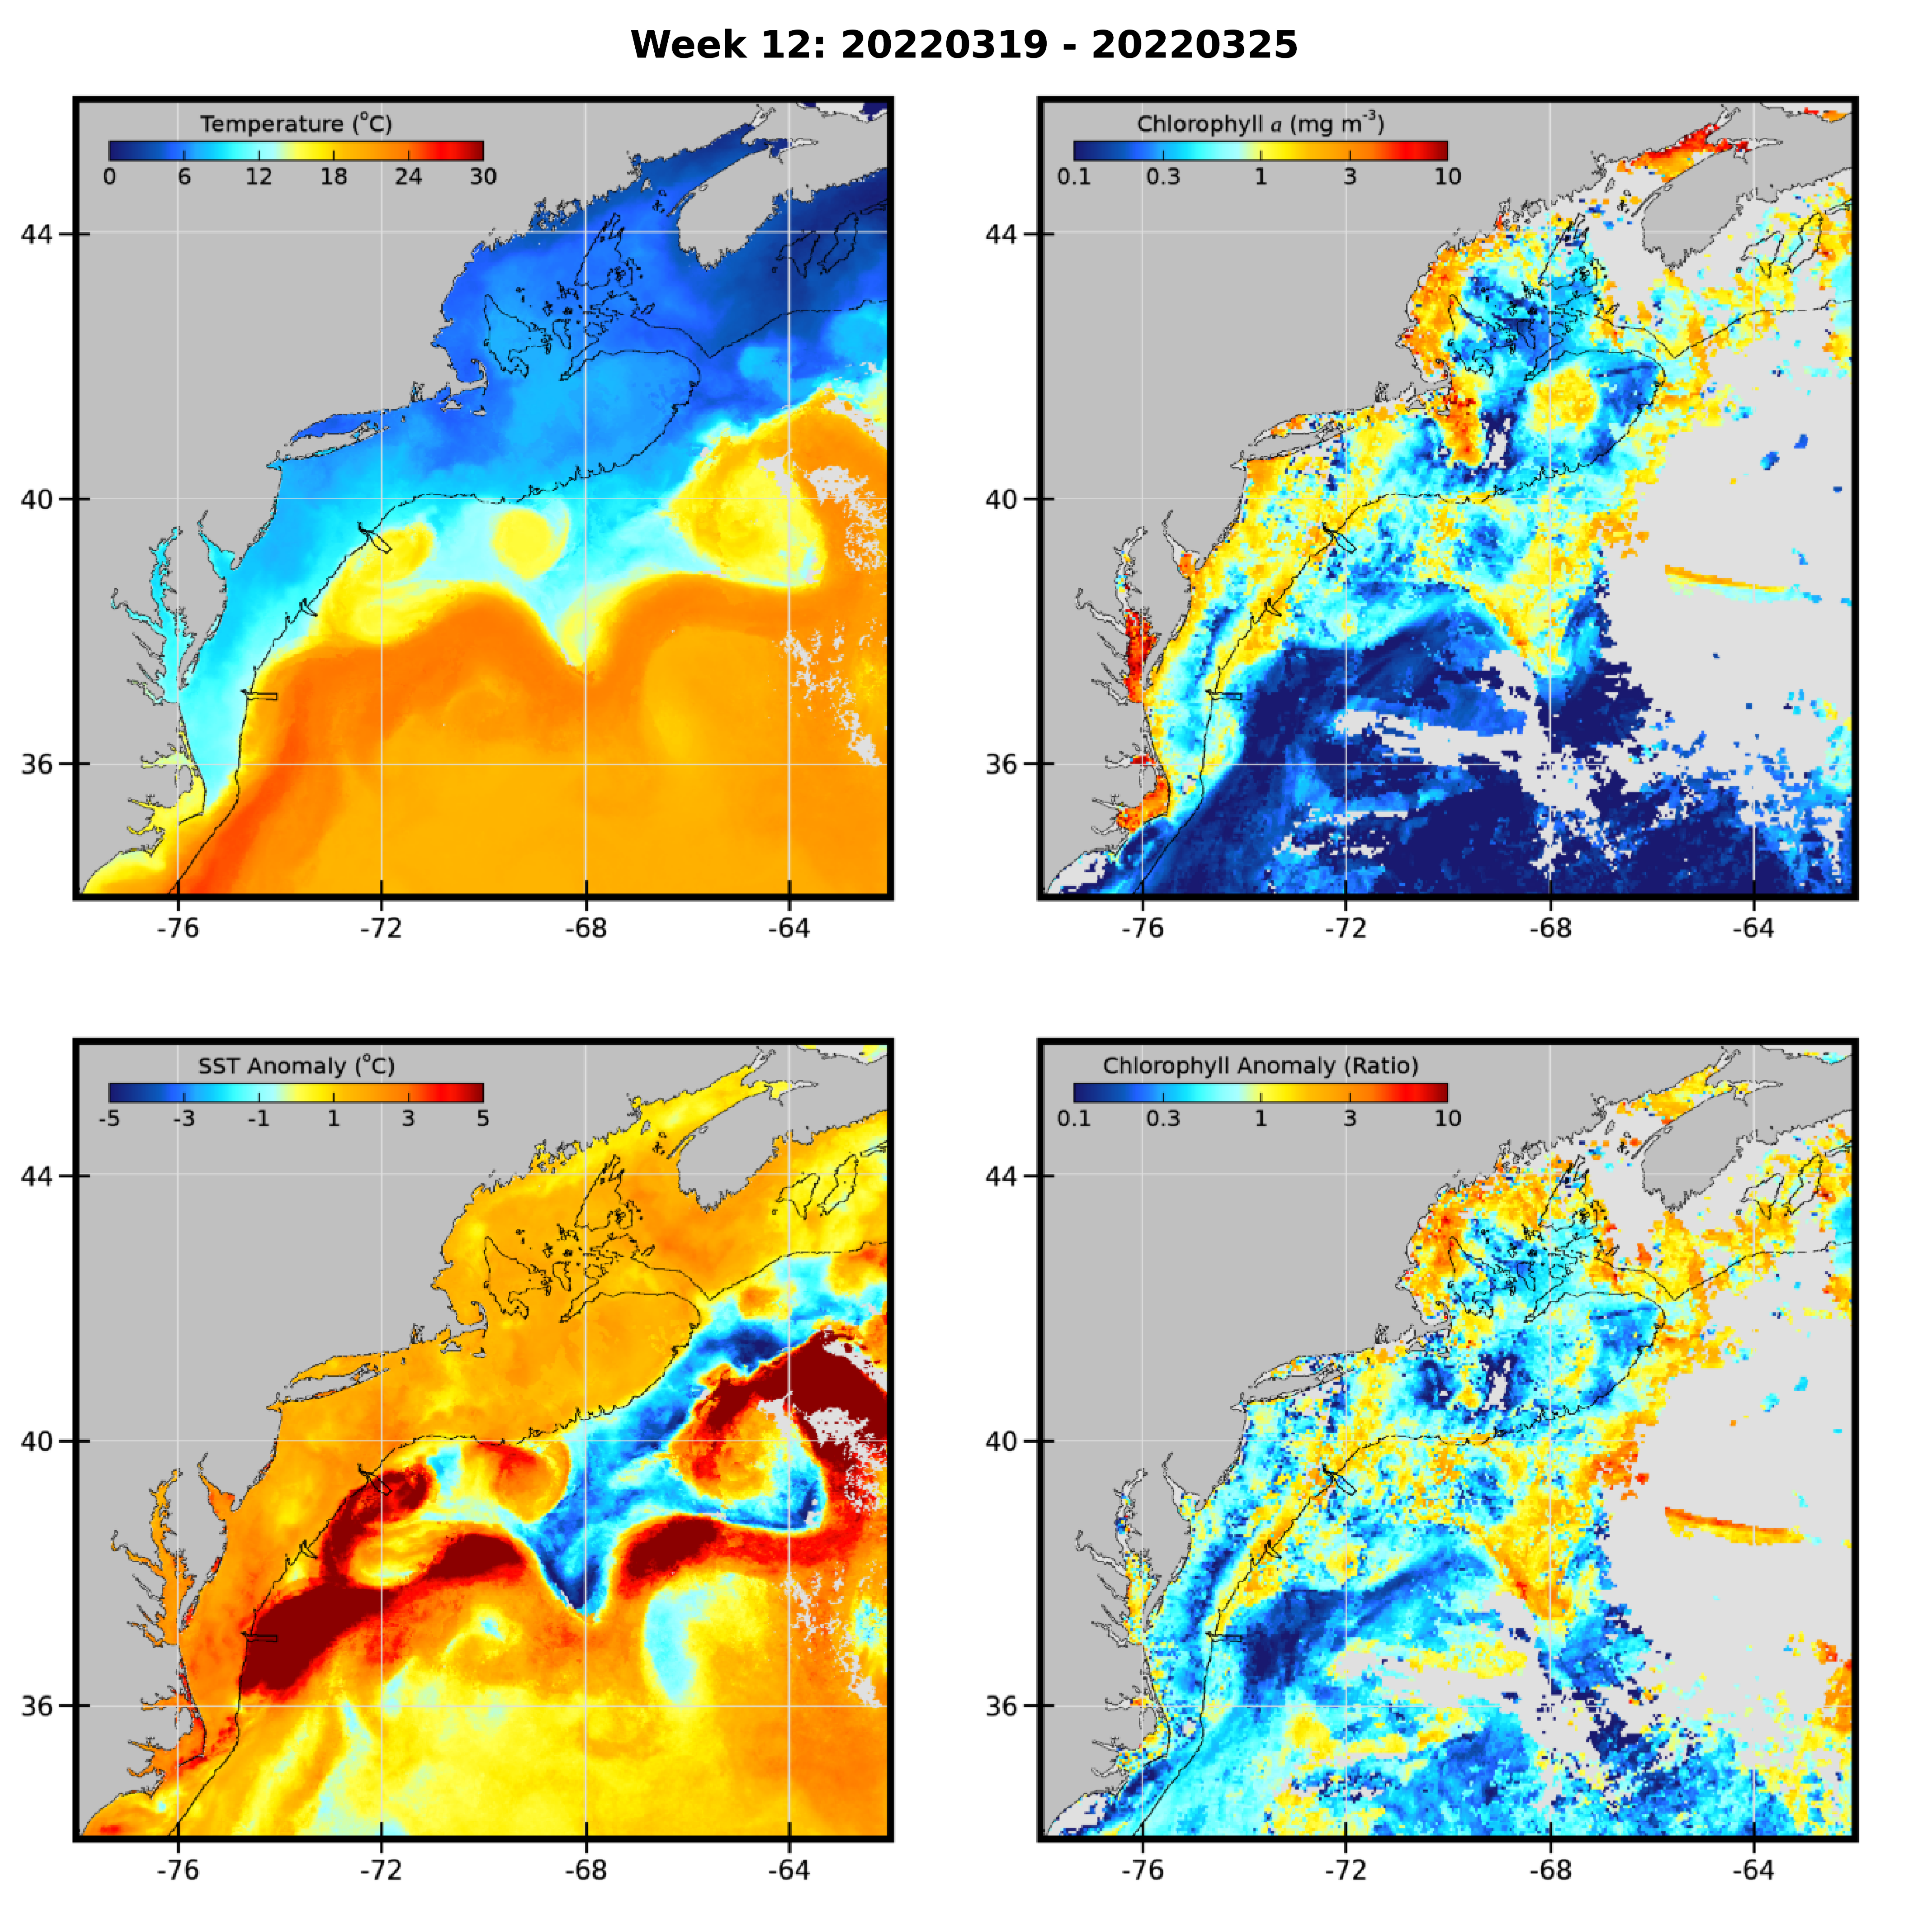 Week 12: 20220319 - 20220325
Temperature (°C)
0 6 12 18 24 30
44
40
36
-76 -72 -68 -64
Chlorophyll a (mg m⁻³)
0.1 0.3 1 3 10
44
40
36
-76 -72 -68 -64
SST Anomaly (°C)
-5 -3 -1 1 3 5
44
40
36
-76 -72 -68 -64
Chlorophyll Anomaly (Ratio)
0.1 0.3 1 3 10
44
40
36
-76 -72 -68 -64